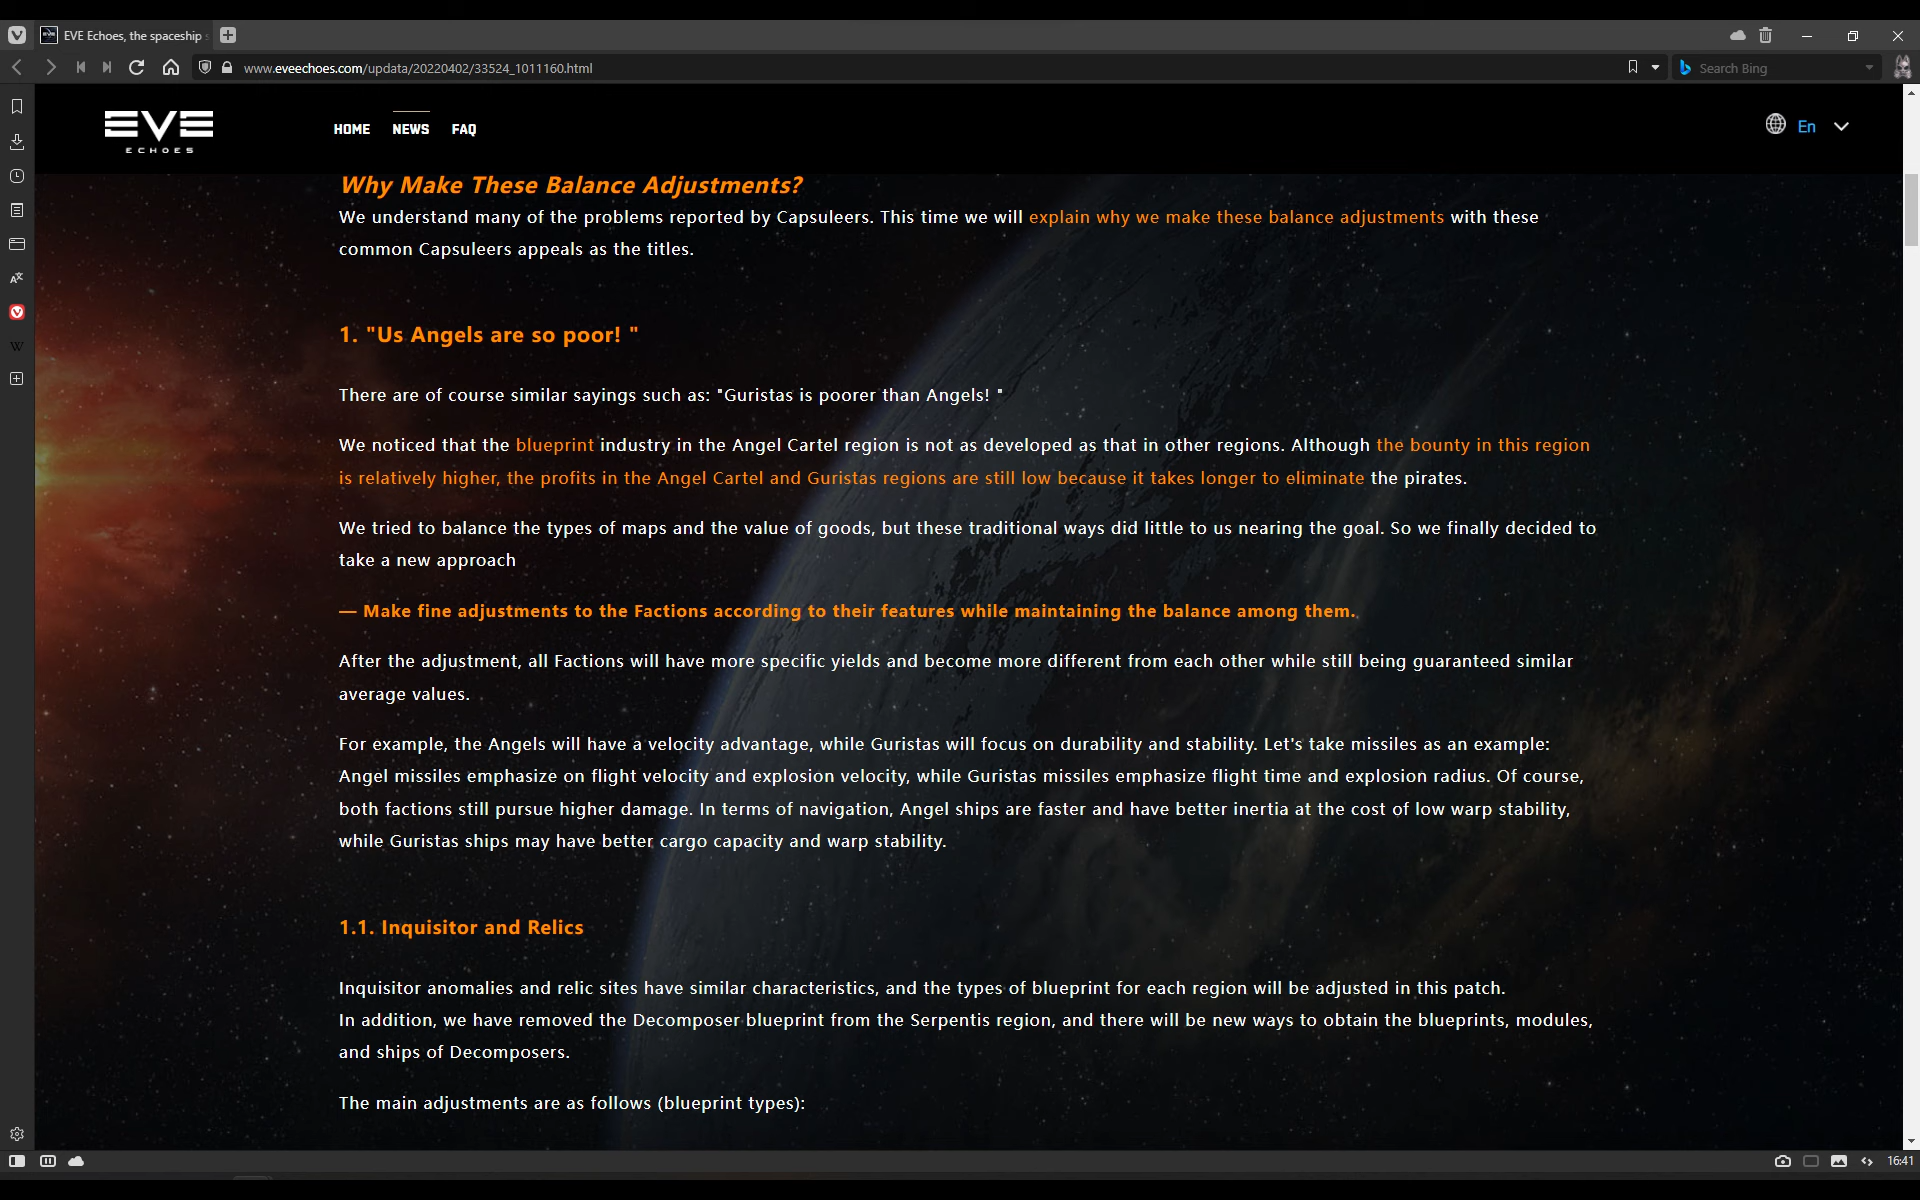 EVE Echoes, the spaceship
www.eveechoes.com/updata/20220402/33524_1011160.html
Search Bing
EVE
ECHOES
HOME NEWS FAQ
En
Why Make These Balance Adjustments?
We understand many of the problems reported by Capsuleers. This time we will explain why we make these balance adjustments with these
common Capsuleers appeals as the titles.
1. "Us Angels are so poor! "
There are of course similar sayings such as: "Guristas is poorer than Angels! "
We noticed that the blueprint industry in the Angel Cartel region is not as developed as that in other regions. Although the bounty in this region
is relatively higher, the profits in the Angel Cartel and Guristas regions are still low because it takes longer to eliminate the pirates.
We tried to balance the types of maps and the value of goods, but these traditional ways did little to us nearing the goal. So we finally decided to
take a new approach
— Make fine adjustments to the Factions according to their features while maintaining the balance among them.
After the adjustment, all Factions will have more specific yields and become more different from each other while still being guaranteed similar
average values.
For example, the Angels will have a velocity advantage, while Guristas will focus on durability and stability. Let's take missiles as an example:
Angel missiles emphasize on flight velocity and explosion velocity, while Guristas missiles emphasize flight time and explosion radius. Of course,
both factions still pursue higher damage. In terms of navigation, Angel ships are faster and have better inertia at the cost of low warp stability,
while Guristas ships may have better cargo capacity and warp stability.
1.1. Inquisitor and Relics
Inquisitor anomalies and relic sites have similar characteristics, and the types of blueprint for each region will be adjusted in this patch.
In addition, we have removed the Decomposer blueprint from the Serpentis region, and there will be new ways to obtain the blueprints, modules,
and ships of Decomposers.
The main adjustments are as follows (blueprint types):
16:41